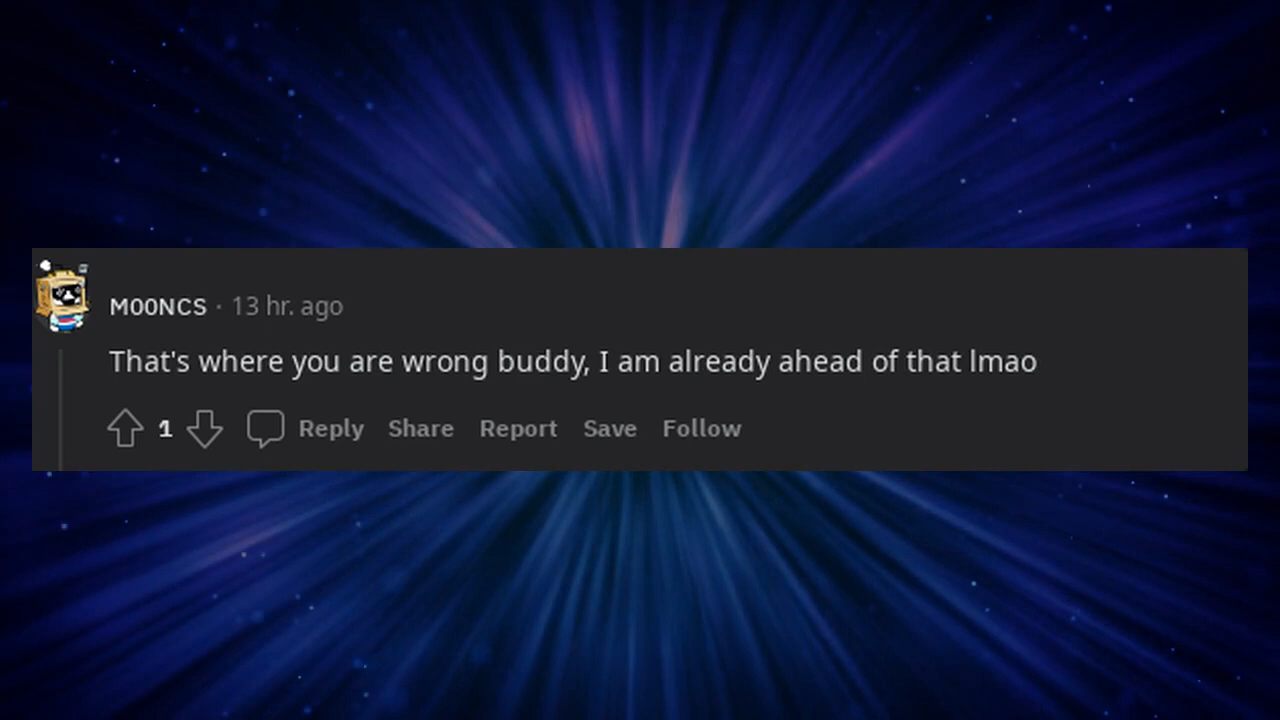 M00NCS · 13 hr. ago
That's where you are wrong buddy, I am already ahead of that lmao
1 Reply Share Report Save Follow